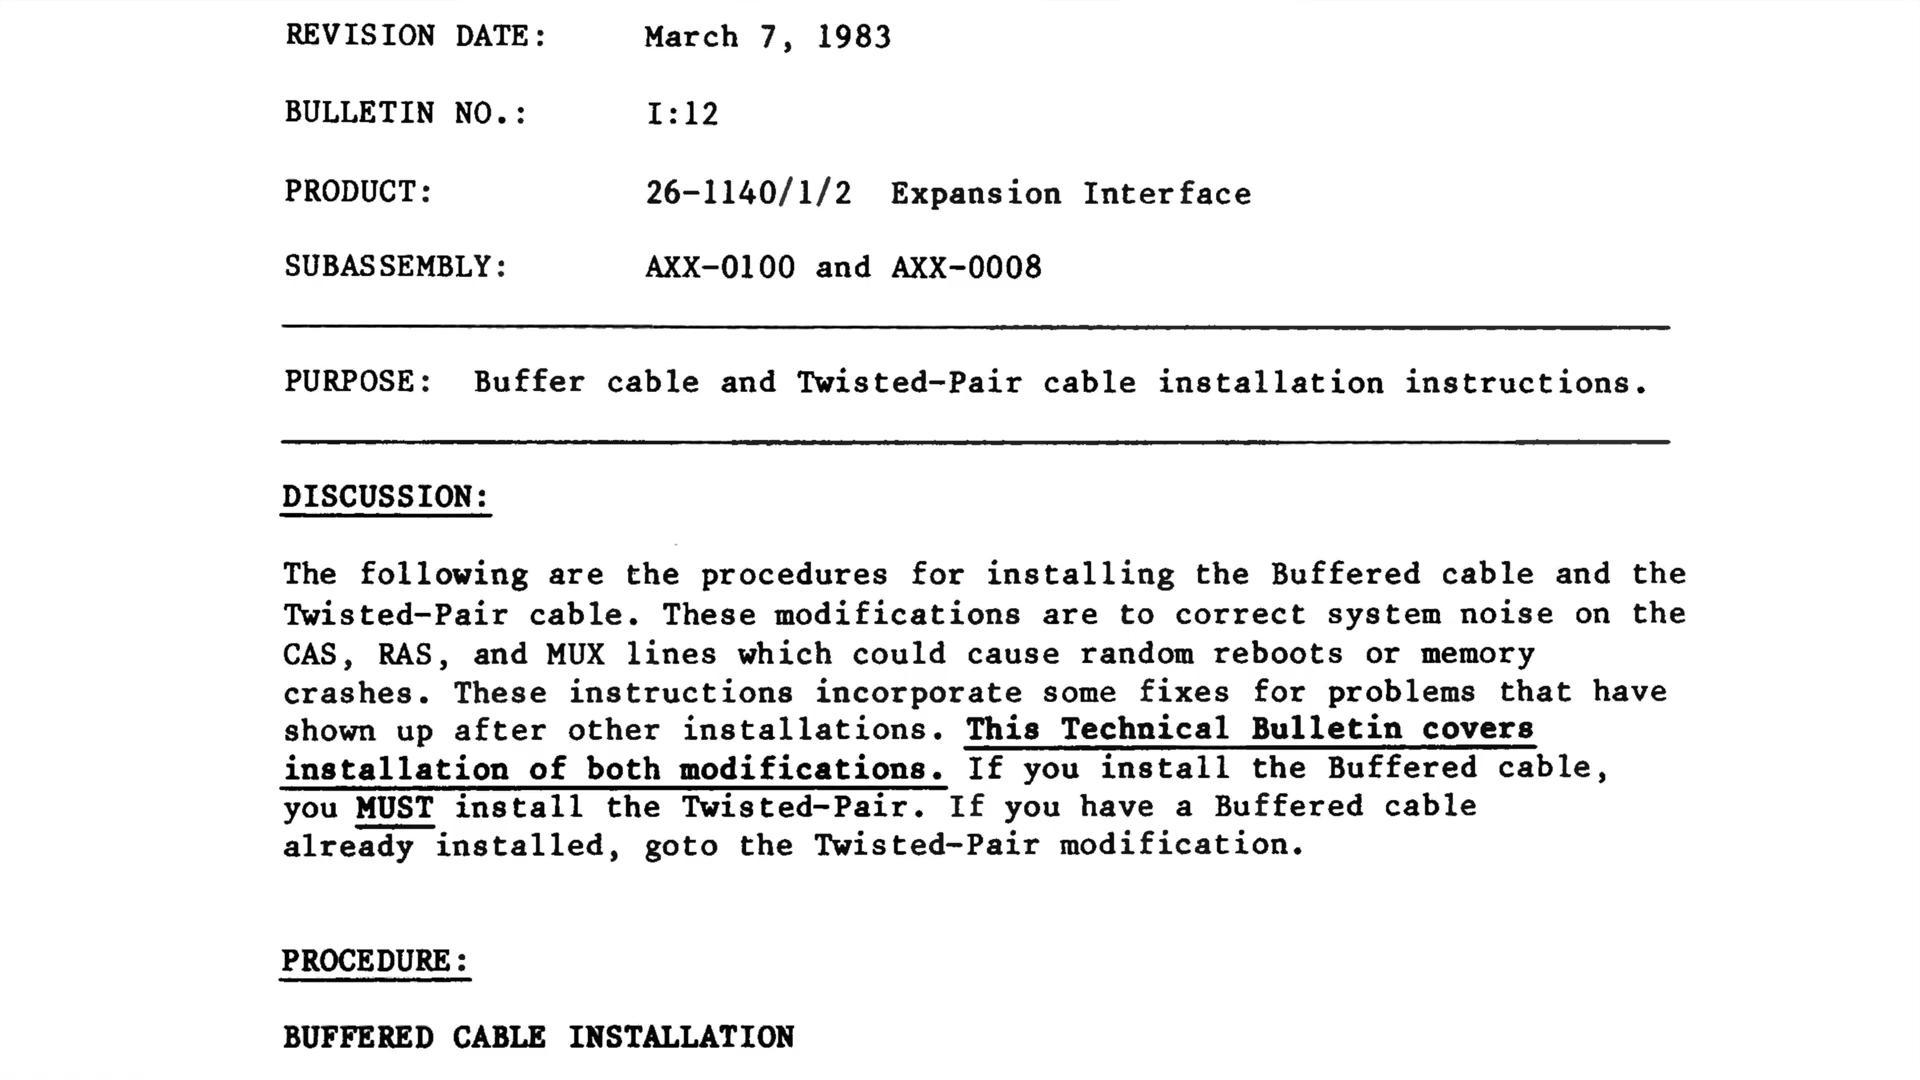 REVISION DATE: March 7, 1983
BULLETIN NO.: I:12
PRODUCT: 26-1140/1/2 Expansion Interface
SUBASSEMBLY: AXX-0100 and AXX-0008
PURPOSE: Buffer cable and Twisted-Pair cable installation instructions.
DISCUSSION:
The following are the procedures for installing the Buffered cable and the
Twisted-Pair cable. These modifications are to correct system noise on the
CAS, RAS, and MUX lines which could cause random reboots or memory
crashes. These instructions incorporate some fixes for problems that have
shown up after other installations. This Technical Bulletin covers
installation of both modifications. If you install the Buffered cable,
you MUST install the Twisted-Pair. If you have a Buffered cable
already installed, goto the Twisted-Pair modification.
PROCEDURE:
BUFFERED CABLE INSTALLATION